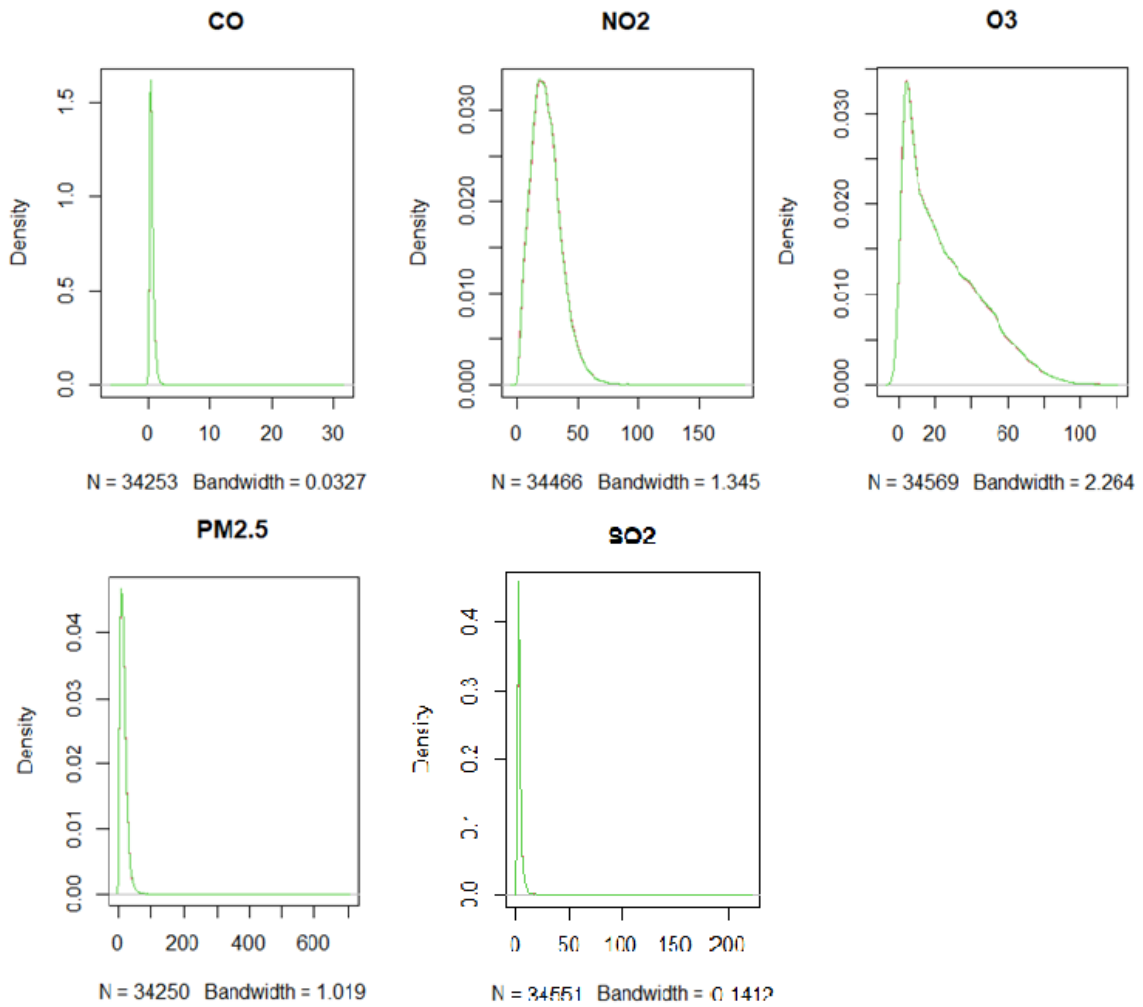 CO
Density
0.0
0.5
1.0
1.5
0 10 20 30
N = 34253 Bandwidth = 0.0327
NO2
Density
0.000
0.010
0.020
0.030
0 50 100 150
N = 34466 Bandwidth = 1.345
O3
Density
0.000
0.010
0.020
0.030
0 20 60 100
N = 34569 Bandwidth = 2.264
PM2.5
Density
0.00
0.01
0.02
0.03
0.04
0 200 400 600
N = 34250 Bandwidth = 1.019
SO2
Density
0.0
0.1
0.2
0.3
0.4
0 50 100 150 200
N = 34551 Bandwidth = 0.1412